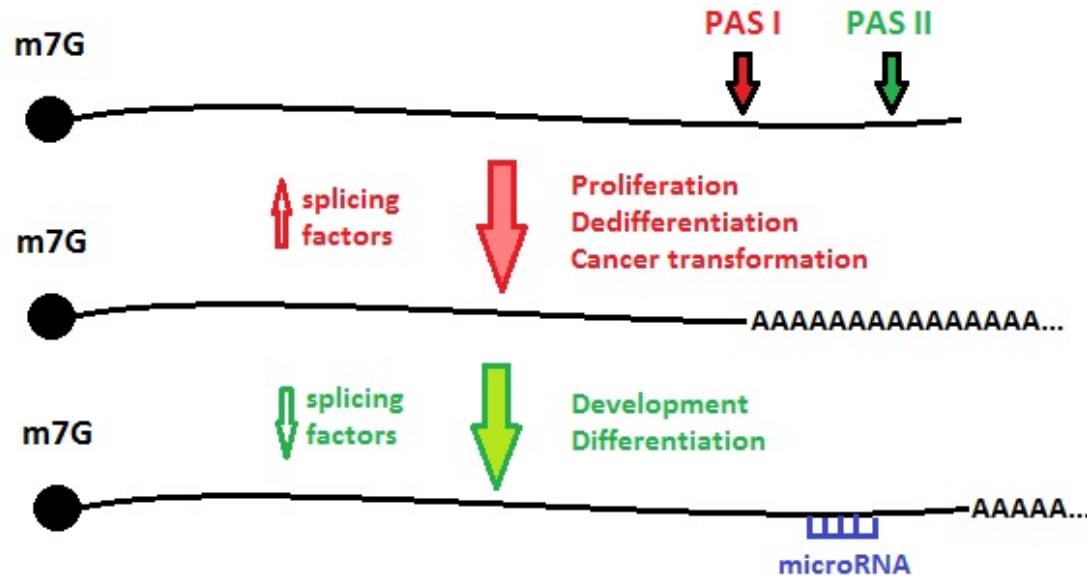 PAS I
PAS II
m7G
splicing
factors
Proliferation
Dedifferentiation
Cancer transformation
m7G
AAAAAAAAAAAAAAA...
splicing
factors
Development
Differentiation
m7G
AAAAA...
microRNA